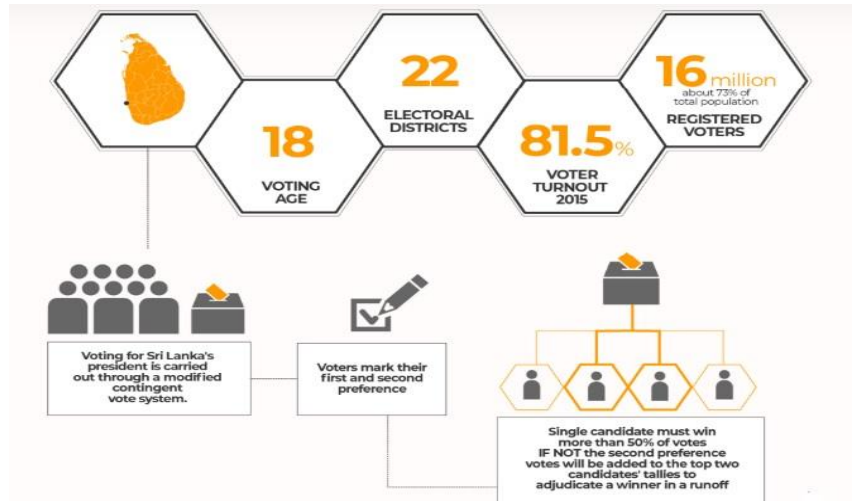 22
ELECTORAL
DISTRICTS
16 million
about 73% of
total population
REGISTERED
VOTERS
18
VOTING
AGE
81.5%
VOTER
TURNOUT
2015
Voting for Sri Lanka's
president is carried
out through a modified
contingent
vote system.
Voters mark their
first and second
preference
Single candidate must win
more than 50% of votes
IF NOT the second preference
votes will be added to the top two
candidates' tallies to
adjudicate a winner in a runoff